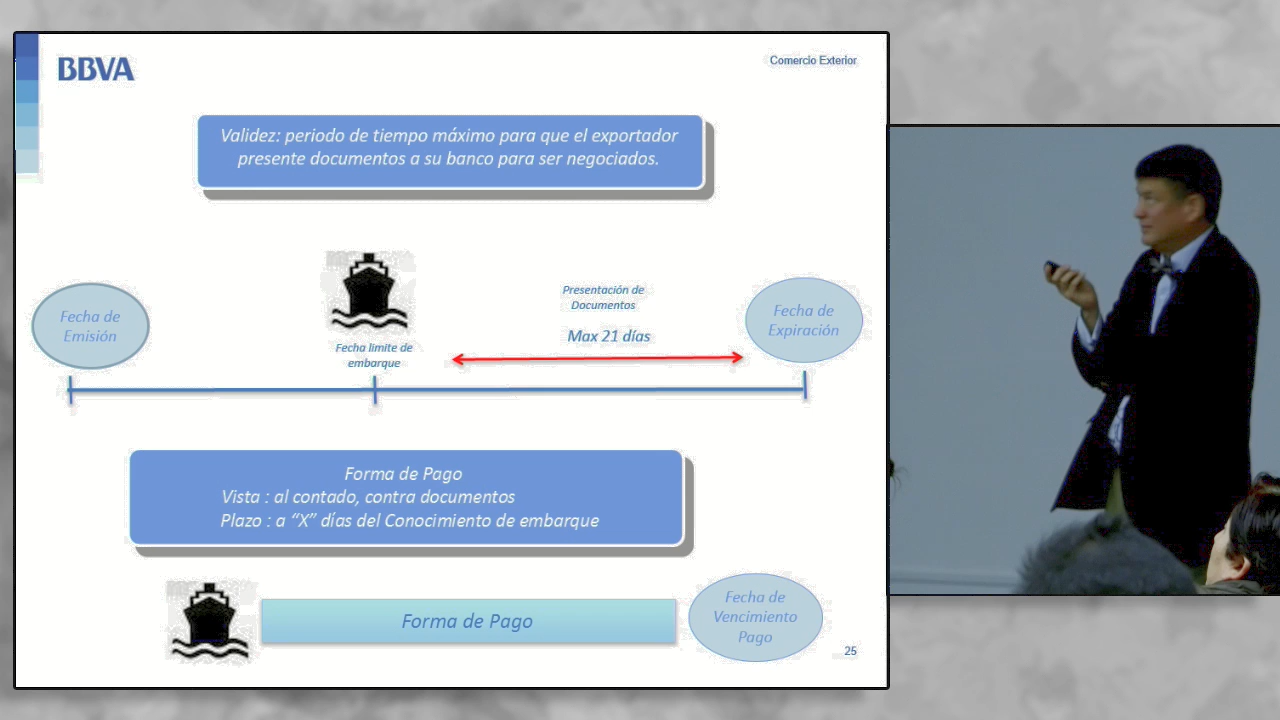 BBVA
Comercio Exterior
Validez: periodo de tiempo máximo para que el exportador
presente documentos a su banco para ser negociados.
Fecha de
Emisión
Fecha limite de
embarque
Presentación de
Documentos
Max 21 días
Fecha de
Expiración
Forma de Pago
Vista : al contado, contra documentos
Plazo : a “X” días del Conocimiento de embarque
Forma de Pago
Fecha de
Vencimiento
Pago
25